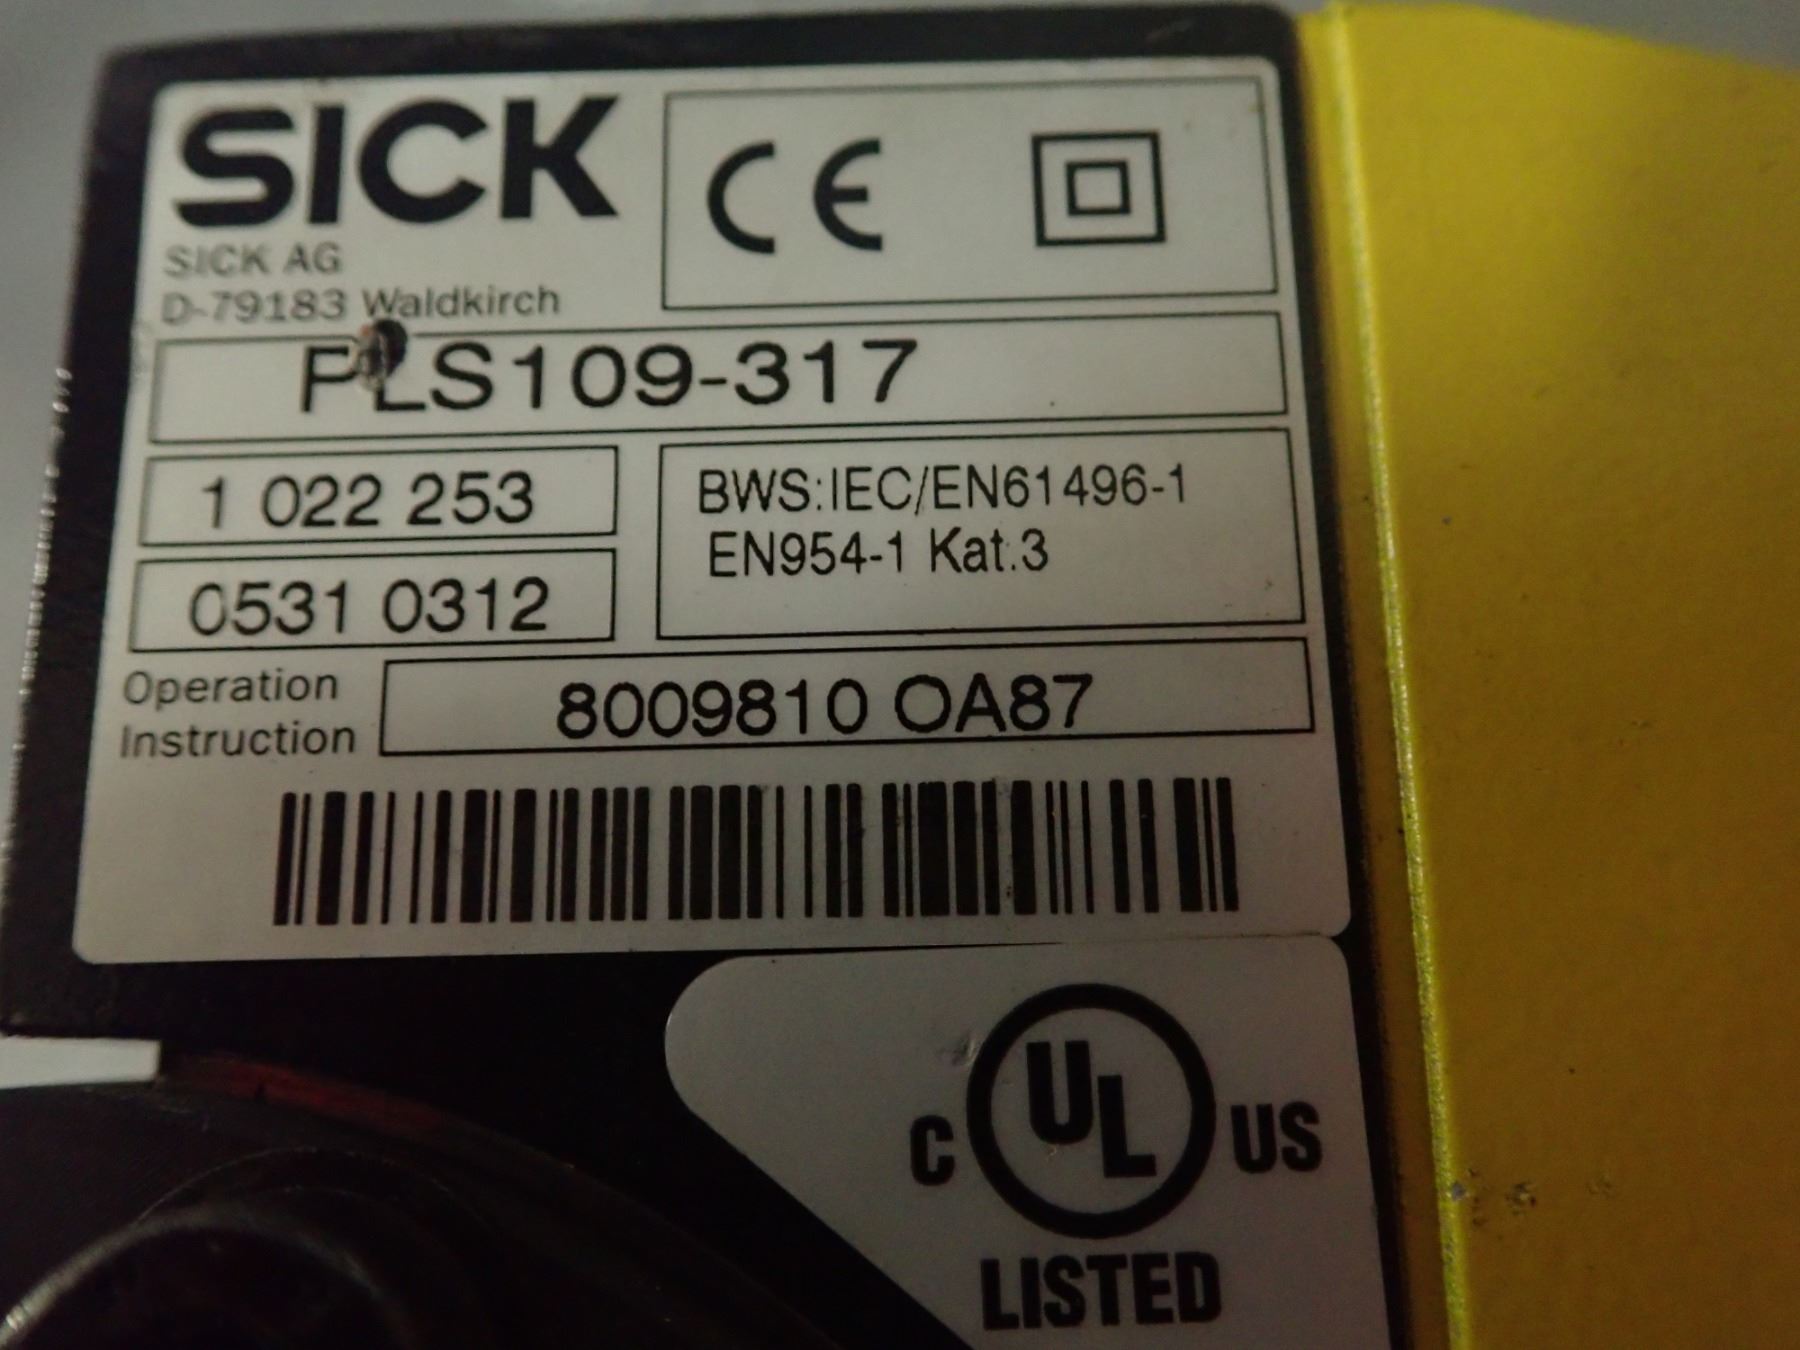 SICK
CE
SICK AG
D-79183 Waldkirch
PLS109-317
1 022 253
BWS:IEC/EN61496-1
EN954-1 Kat.3
0531 0312
Operation
Instruction
8009810 OA87
C UL US
LISTED